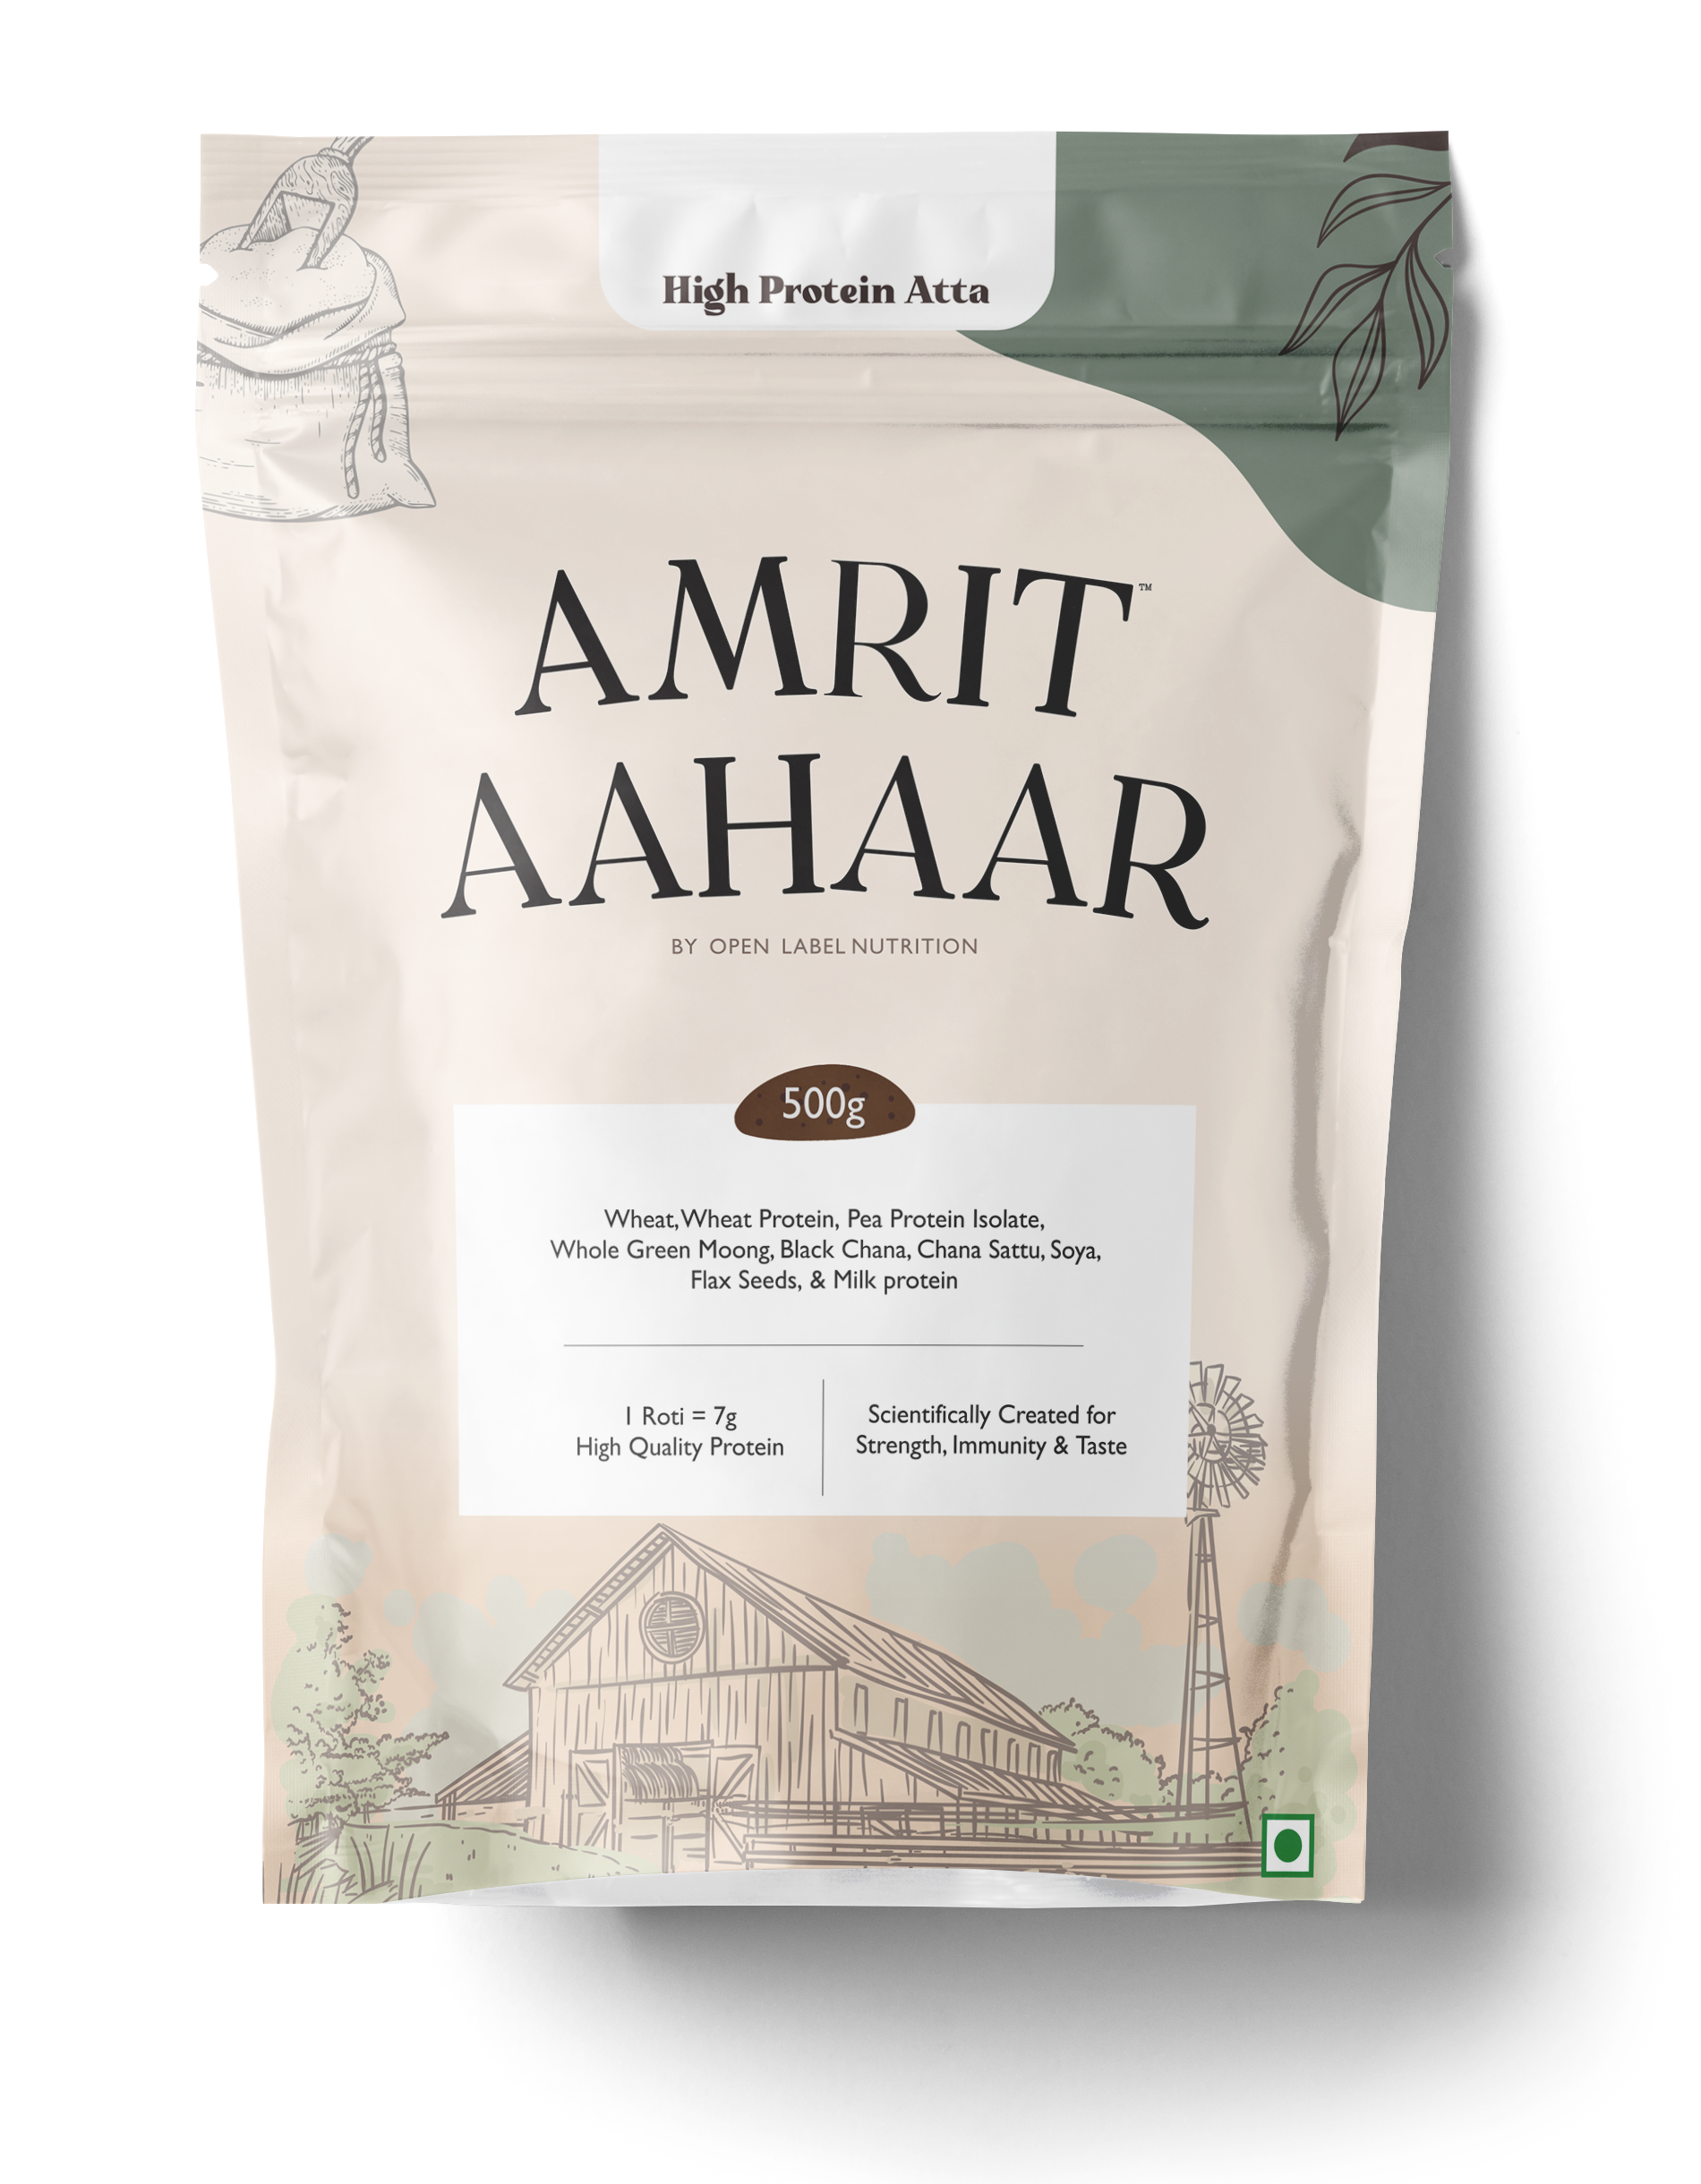 High Protein Atta
AMRIT™
AAHAAR
BY OPEN LABEL NUTRITION
500g
Wheat, Wheat Protein, Pea Protein Isolate,
Whole Green Moong, Black Chana, Chana Sattu, Soya,
Flax Seeds, & Milk protein
1 Roti = 7g
High Quality Protein
Scientifically Created for
Strength, Immunity & Taste